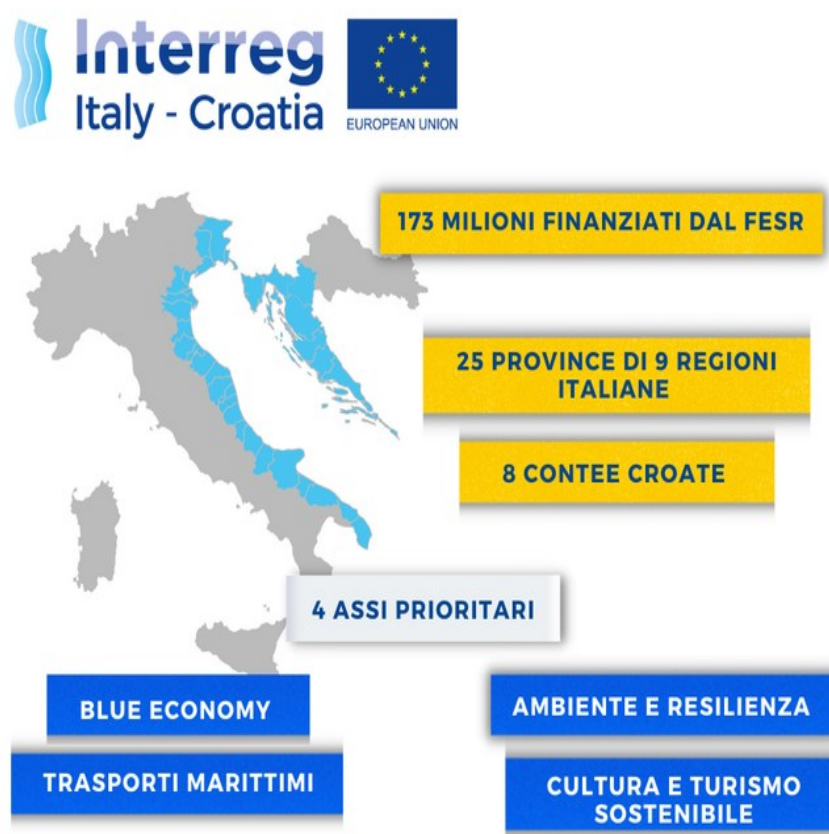 Interreg
Italy - Croatia
EUROPEAN UNION
173 MILIONI FINANZIATI DAL FESR
25 PROVINCE DI 9 REGIONI
ITALIANE
8 CONTEE CROATE
4 ASSI PRIORITARI
BLUE ECONOMY
AMBIENTE E RESILIENZA
TRASPORTI MARITTIMI
CULTURA E TURISMO
SOSTENIBILE